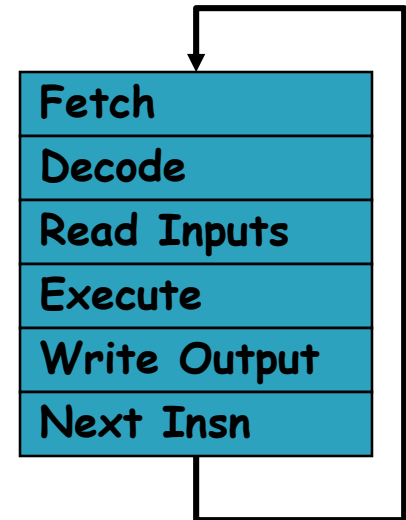 Fetch
Decode
Read Inputs
Execute
Write Output
Next Insn